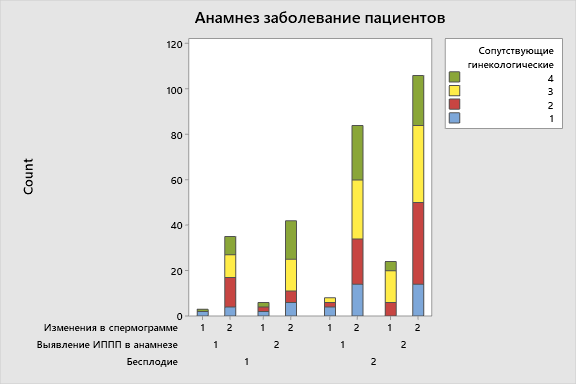 Анамнез заболевание пациентов
Сопутствующие
гинекологические
4
3
2
1
120
100
80
60
40
20
0
Count
Изменения в спермограмме 1 2 1 2 1 2 1 2
Выявление ИППП в анамнезе 1 2 1 2
Бесплодие 1 2